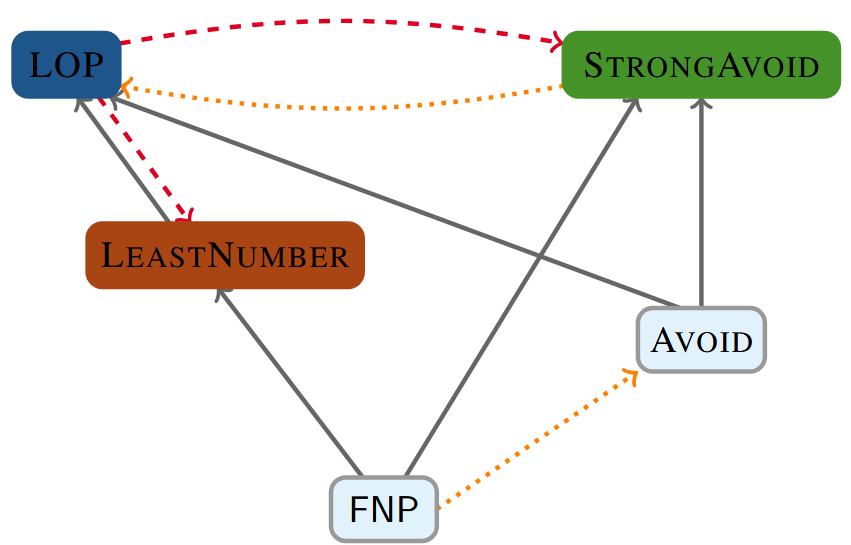 LOP
STRONGAVOID
LEASTNUMBER
AVOID
FNP